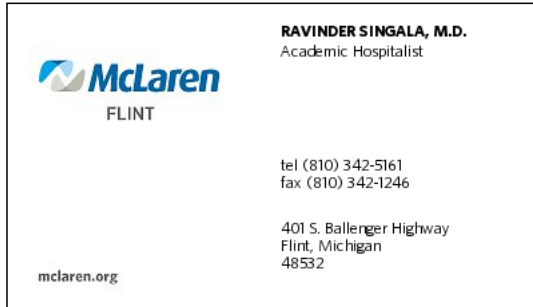 RAVINDER SINGALA, M.D.
Academic Hospitalist
McLaren
FLINT
tel (810) 342-5161
fax (810) 342-1246
401 S. Ballenger Highway
Flint, Michigan
48532
mclaren.org